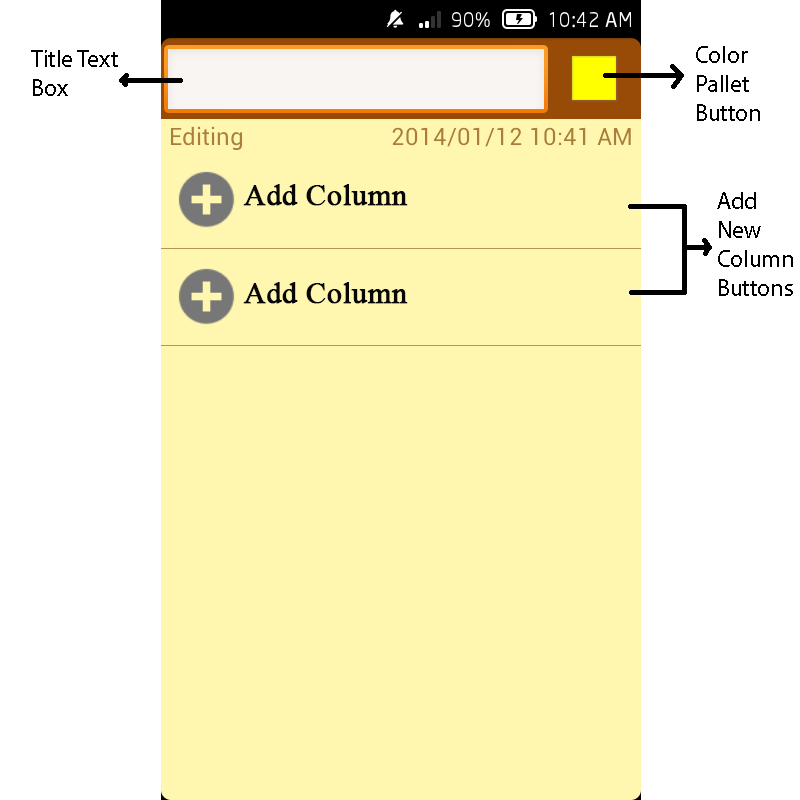 90% 10:42 AM
Title Text
Box
Color
Pallet
Button
Editing 2014/01/12 10:41 AM
Add Column
Add Column
Add
New
Column
Buttons